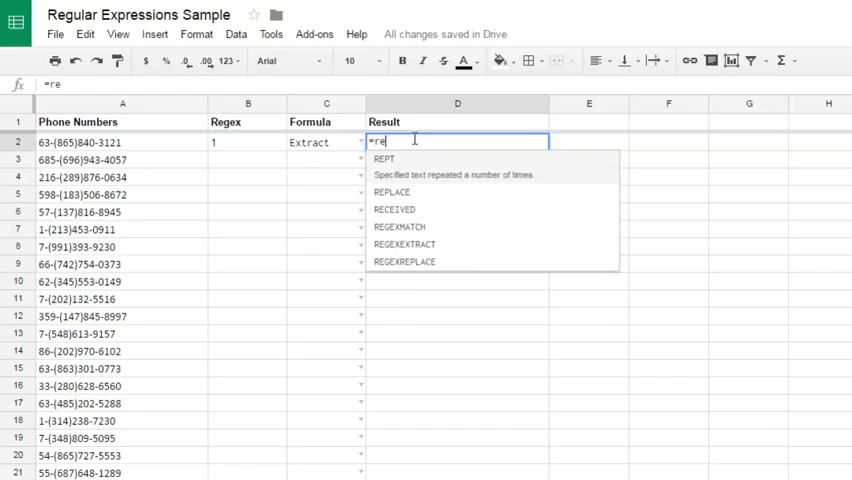 Regular Expressions Sample
File Edit View Insert Format Data Tools Add-ons Help All changes saved in Drive
$ % .0 .00 123 Arial 10 B I S A Σ
fx =re
A B C D E F G H
1 Phone Numbers Regex Formula Result
2 63-(865)840-3121 1 Extract =re
3 685-(696)943-4057
4 216-(289)876-0634
5 598-(183)506-8672
6 57-(137)816-8945
7 1-(213)453-0911
8 7-(991)393-9230
9 66-(742)754-0373
10 62-(345)553-0149
11 7-(202)132-5516
12 359-(147)845-8997
13 7-(548)613-9157
14 86-(202)970-6102
15 63-(863)301-0773
16 33-(280)628-6560
17 63-(485)202-5288
18 1-(314)238-7230
19 7-(348)809-5095
20 54-(865)727-5553
21 55-(687)648-1289
REPT
Specified text repeated a number of times.
REPLACE
RECEIVED
REGEXMATCH
REGEXEXTRACT
REGEXREPLACE